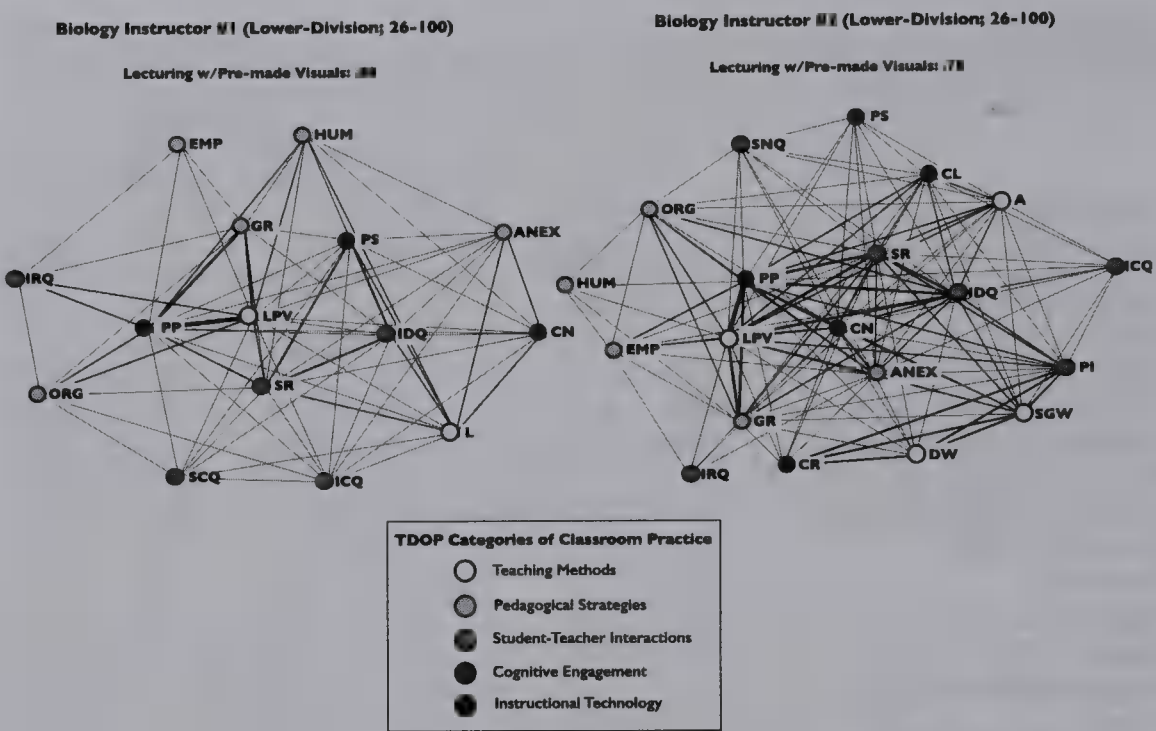 Biology Instructor (Lower-Division; 26-100)
Lecturing w/Pre-made Visuals:
EMP
HUM
GR
PS
ANEX
IRQ
PP
LPV
IDQ
CN
SR
ORG
L
SCQ
ICQ
Biology Instructor (Lower-Division; 26-100)
Lecturing w/Pre-made Visuals:
PS
SNQ
CL
A
ORG
SR
ICQ
PP
IDQ
HUM
CN
LPV
EMP
ANEX
PI
SGW
GR
DW
CR
IRQ
TDOP Categories of Classroom Practice
Teaching Methods
Pedagogical Strategies
Student-Teacher Interactions
Cognitive Engagement
Instructional Technology